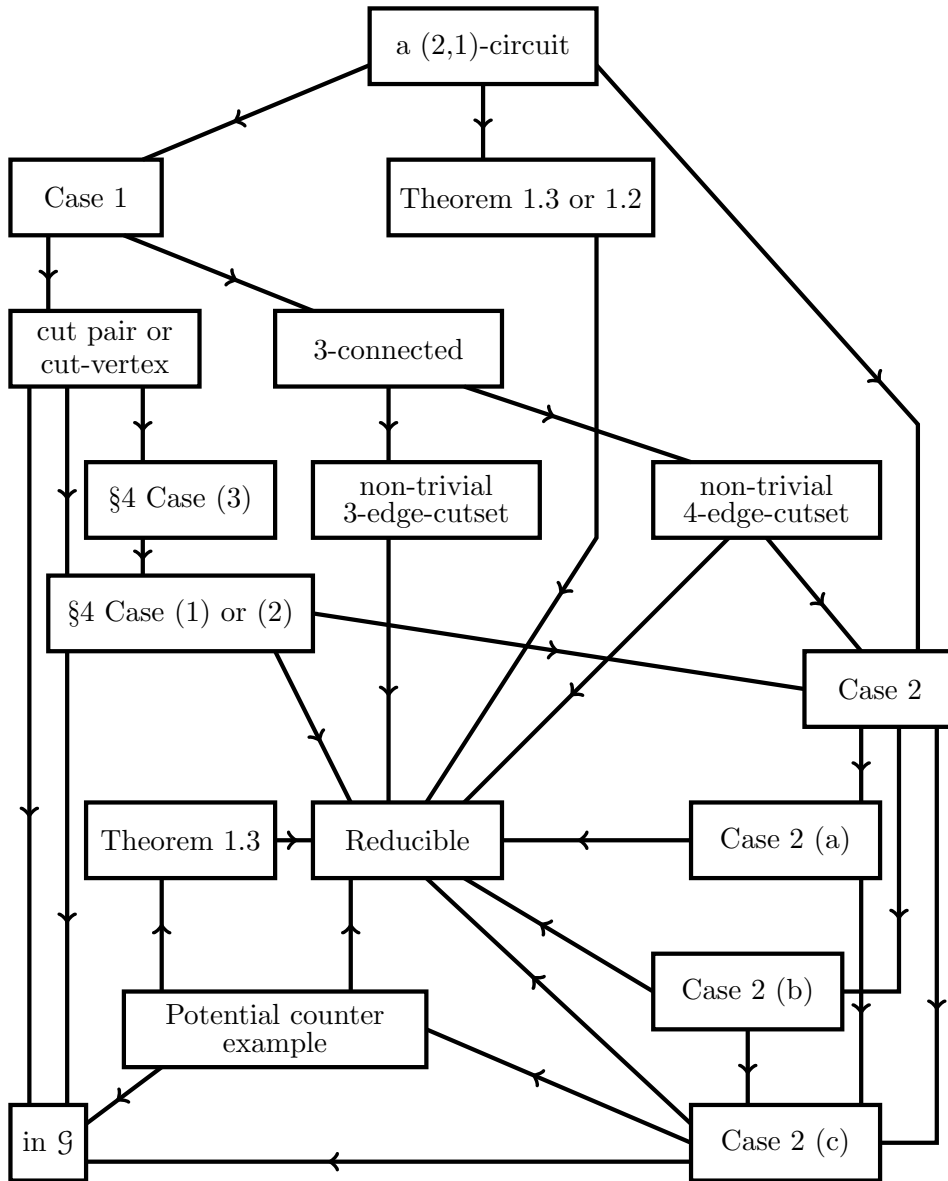 a (2,1)-circuit
Case 1
Theorem 1.3 or 1.2
cut pair or
cut-vertex
3-connected
§4 Case (3)
non-trivial
3-edge-cutset
non-trivial
4-edge-cutset
§4 Case (1) or (2)
Case 2
Theorem 1.3
Reducible
Case 2 (a)
Case 2 (b)
Potential counter
example
in 𝒢
Case 2 (c)